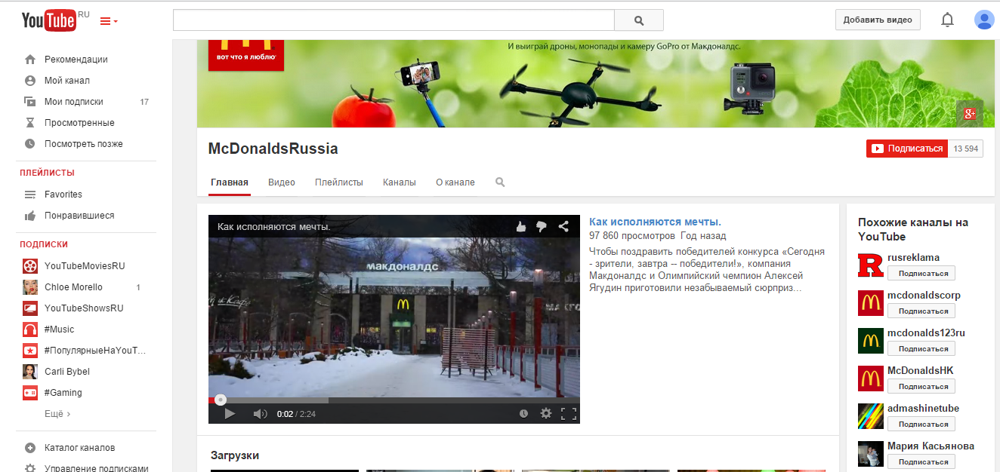 YouTube RU
Добавить видео
Рекомендации
Мой канал
Мои подписки 17
Просмотренные
Посмотреть позже
ПЛЕЙЛИСТЫ
Favorites
Понравившиеся
ПОДПИСКИ
YouTubeMoviesRU
Chloe Morello 1
YouTubeShowsRU
#Music
#ПопулярныеНаYouT...
Carli Bybel
#Gaming
Ещё ›
Каталог каналов
Управление подписками
вот что я люблю
И выиграй дроны, моноподы и камеру GoPro от Макдоналдс.
g+
McDonaldsRussia
Подписаться 13 594
Главная Видео Плейлисты Каналы О канале
Как исполняются мечты.
макдоналдс
0:02 / 2:24
Как исполняются мечты.
97 860 просмотров Год назад
Чтобы поздравить победителей конкурса «Сегодня
- зрители, завтра -- победители!», компания
Макдоналдс и Олимпийский чемпион Алексей
Ягудин приготовили незабываемый сюрприз...
Загрузки
Похожие каналы на
YouTube
R
rusreklama
Подписаться
mcdonaldscorp
Подписаться
mcdonalds123ru
Подписаться
McDonaldsHK
Подписаться
admashinetube
Подписаться
Мария Касьянова
Подписаться